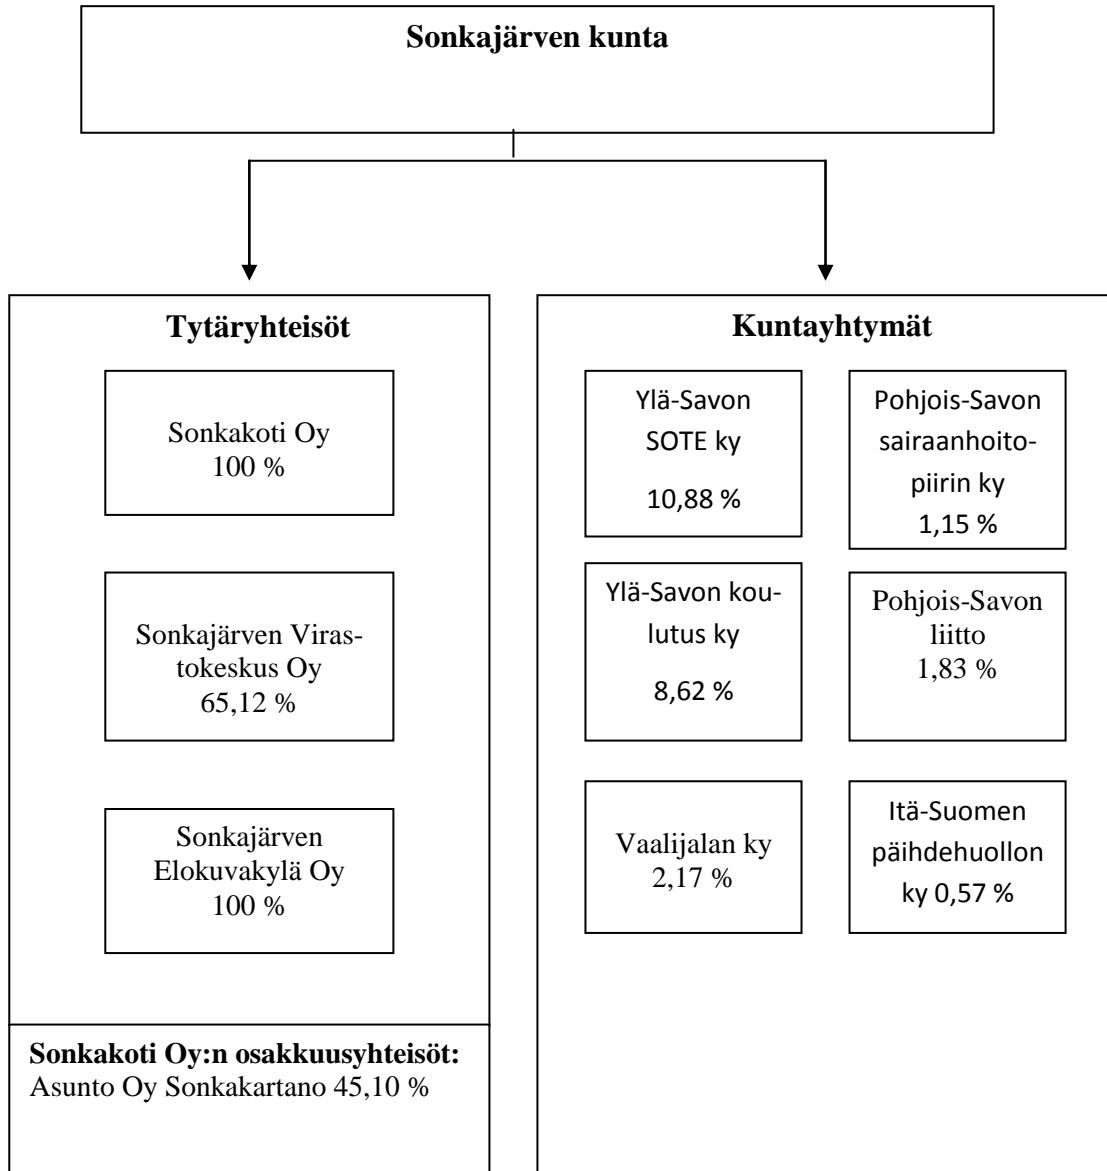 Sonkajärven kunta
Tytäryhteisöt
Sonkakoti Oy
100 %
Sonkajärven Viras-
tokeskus Oy
65,12 %
Sonkajärven
Elokuvakylä Oy
100 %
Sonkakoti Oy:n osakkuusyhteisöt:
Asunto Oy Sonkakartano 45,10 %
Kuntayhtymät
Ylä-Savon
SOTE ky
10,88 %
Pohjois-Savon
sairaanhoito-
piirin ky
1,15 %
Ylä-Savon kou-
lutus ky
8,62 %
Pohjois-Savon
liitto
1,83 %
Vaalijalan ky
2,17 %
Itä-Suomen
päihdehuollon
ky 0,57 %